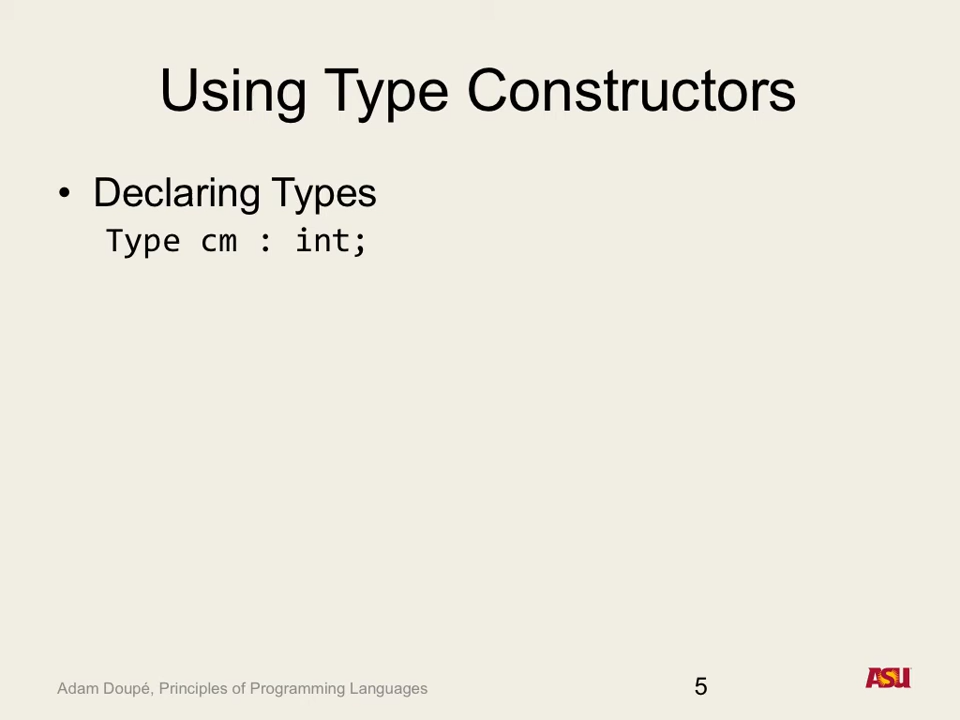 Using Type Constructors
• Declaring Types
Type cm : int;
Adam Doupé, Principles of Programming Languages
5
ASU